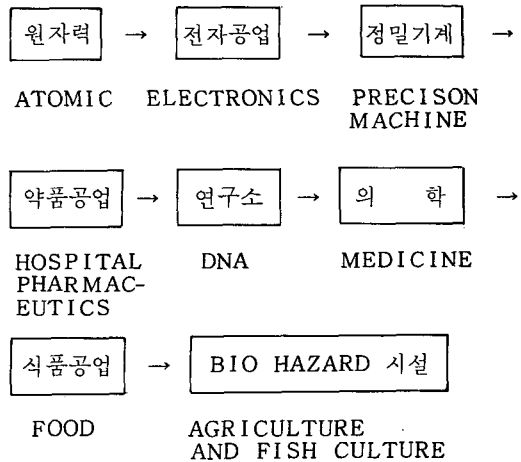 원자력 → 전자공업 → 정밀기계 →
ATOMIC ELECTRONICS PRECISON
MACHINE
약품공업 → 연구소 → 의 학 →
HOSPITAL DNA MEDICINE
PHARMAC-
EUTICS
식품공업 → BIO HAZARD 시설
FOOD AGRICULTURE
AND FISH CULTURE